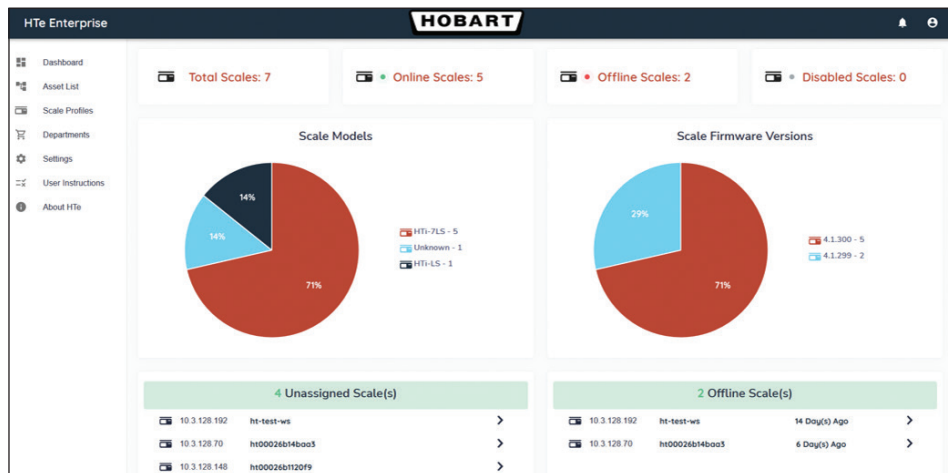 HTe Enterprise
HOBART
Dashboard
Asset List
Scale Profiles
Departments
Settings
User Instructions
About HTe
Total Scales: 7
Online Scales: 5
Offline Scales: 2
Disabled Scales: 0
Scale Models
14%
14%
71%
HTi-7LS - 5
Unknown - 1
HTi-LS - 1
Scale Firmware Versions
29%
71%
4.1.300 - 5
4.1.299 - 2
4 Unassigned Scale(s)
10.3.128.192 ht-test-ws
10.3.128.70 ht00026b14baa3
10.3.128.148 ht00026b1120f9
2 Offline Scale(s)
10.3.128.192 ht-test-ws 14 Day(s) Ago
10.3.128.70 ht00026b14baa3 6 Day(s) Ago